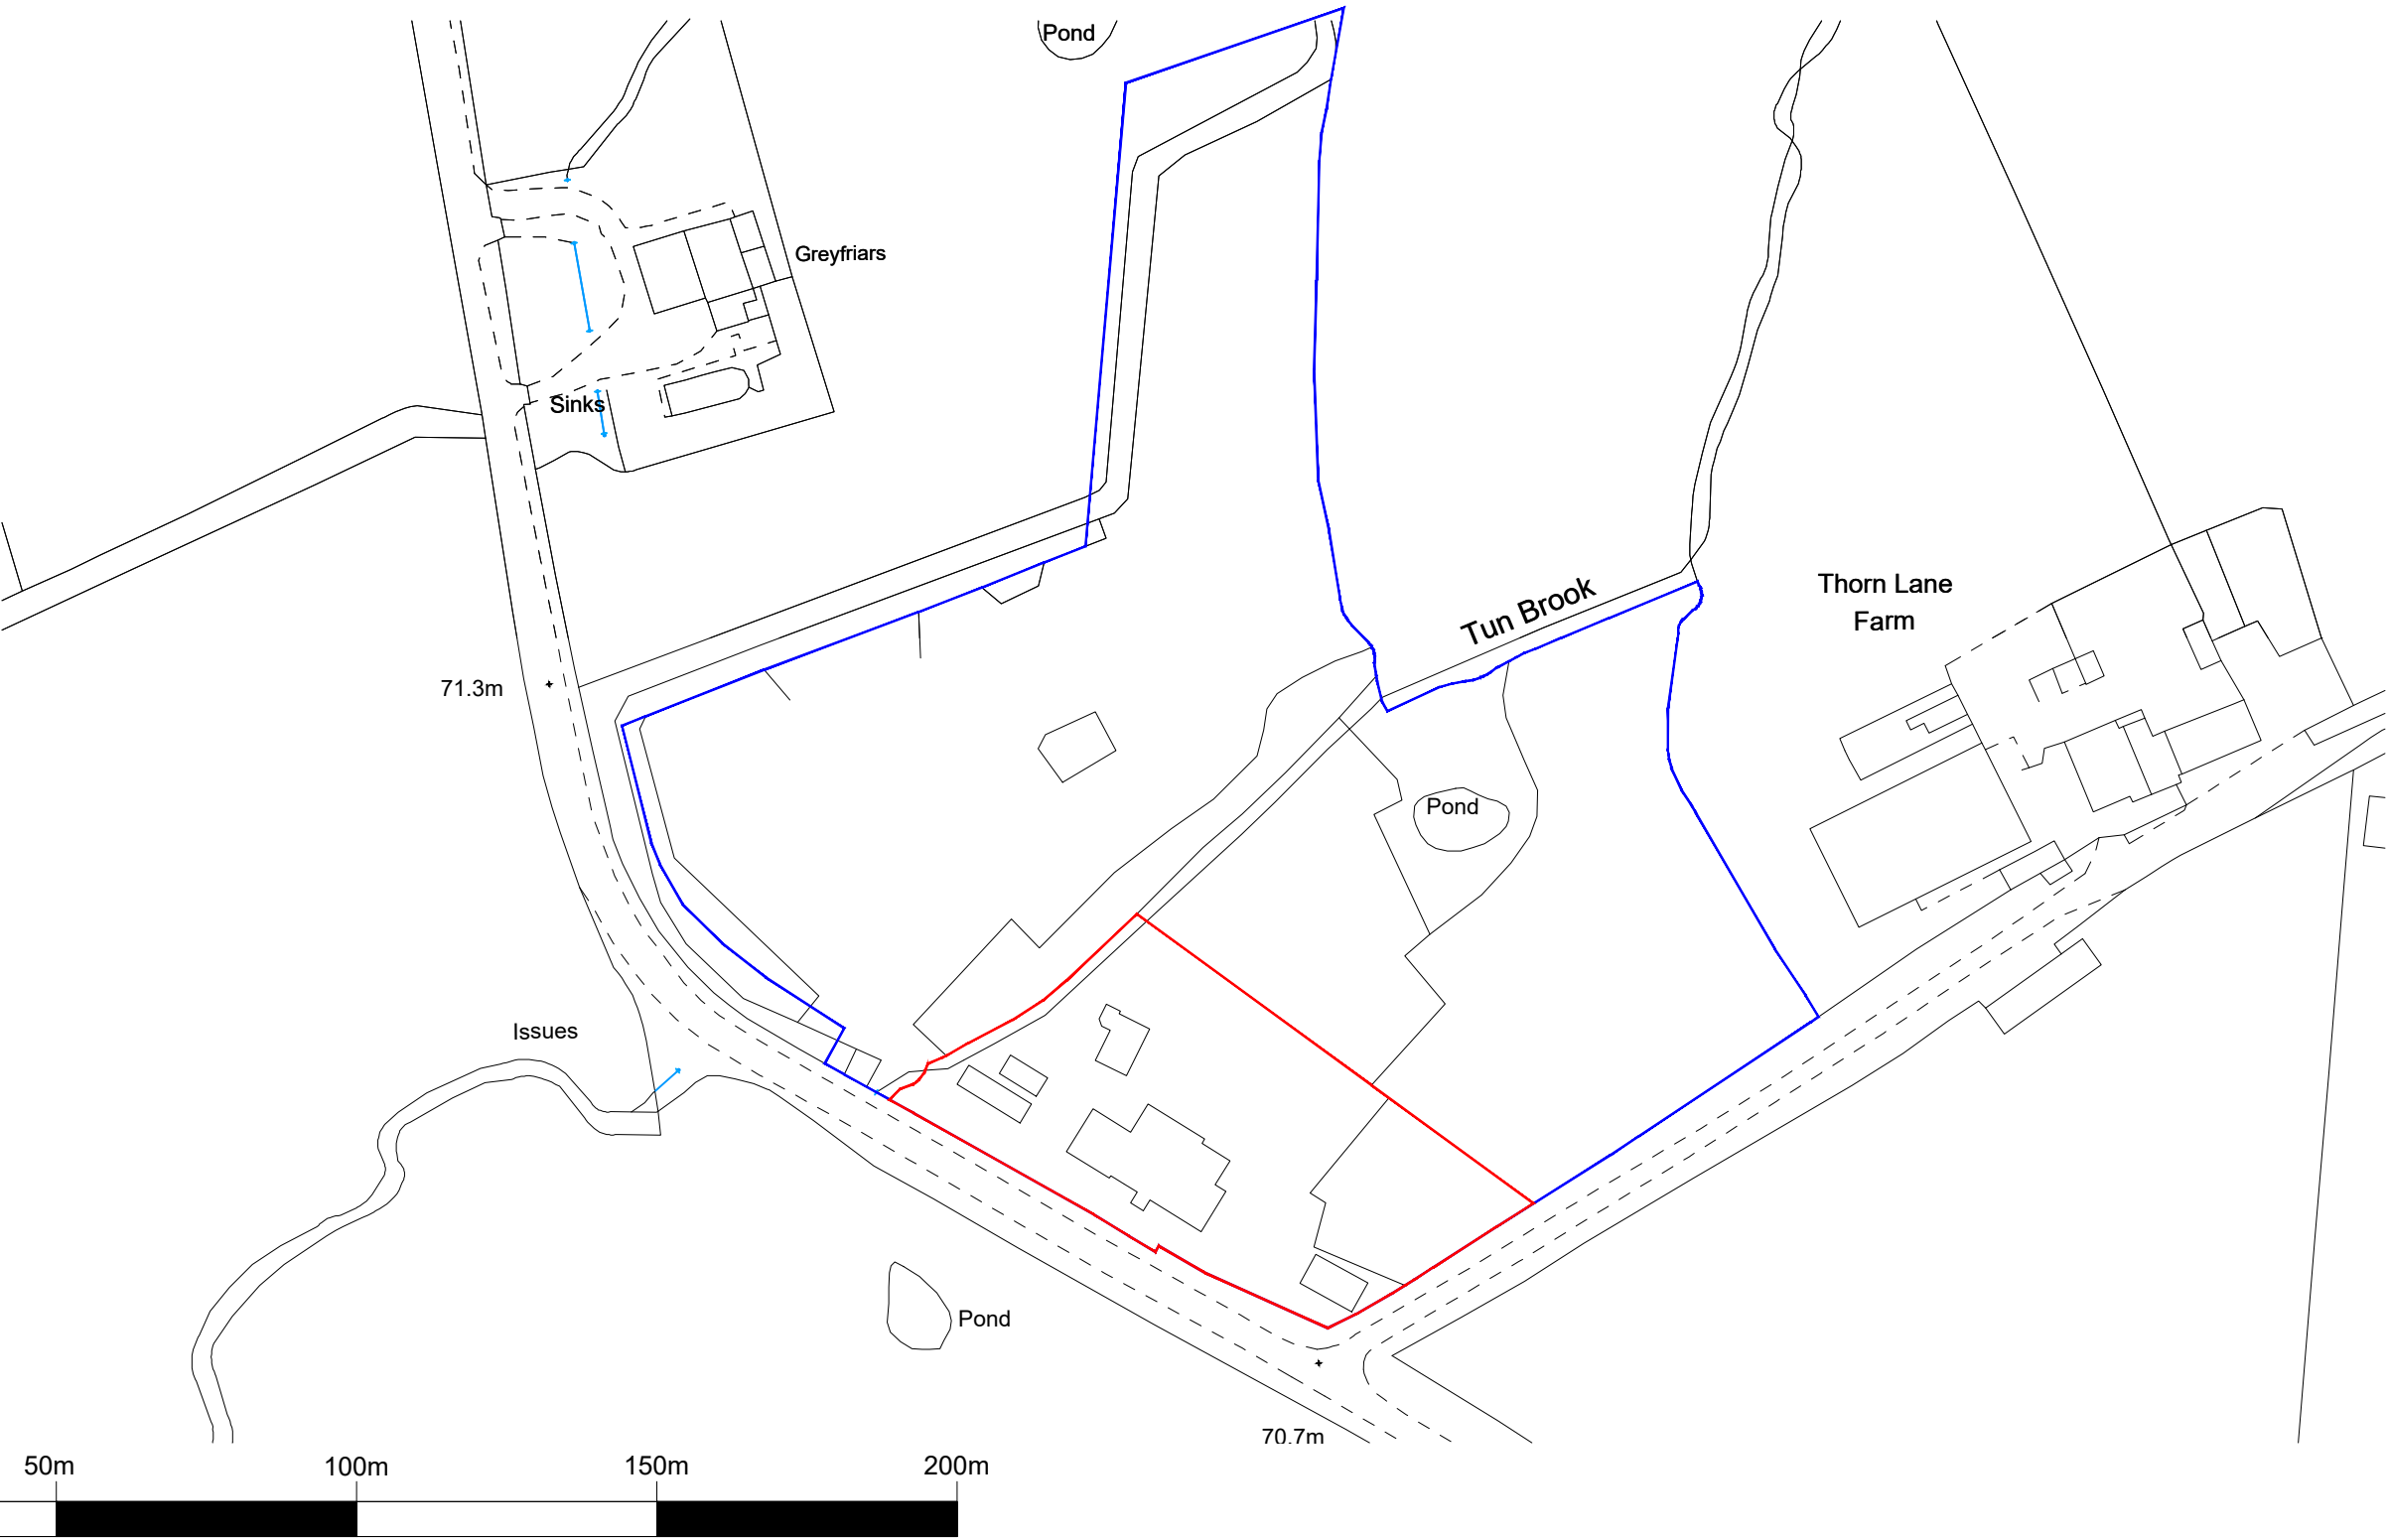 Pond
Greyfriars
Sinks
Tun Brook
Thorn Lane
Farm
71.3m
Pond
Issues
Pond
70.7m
50m
100m
150m
200m